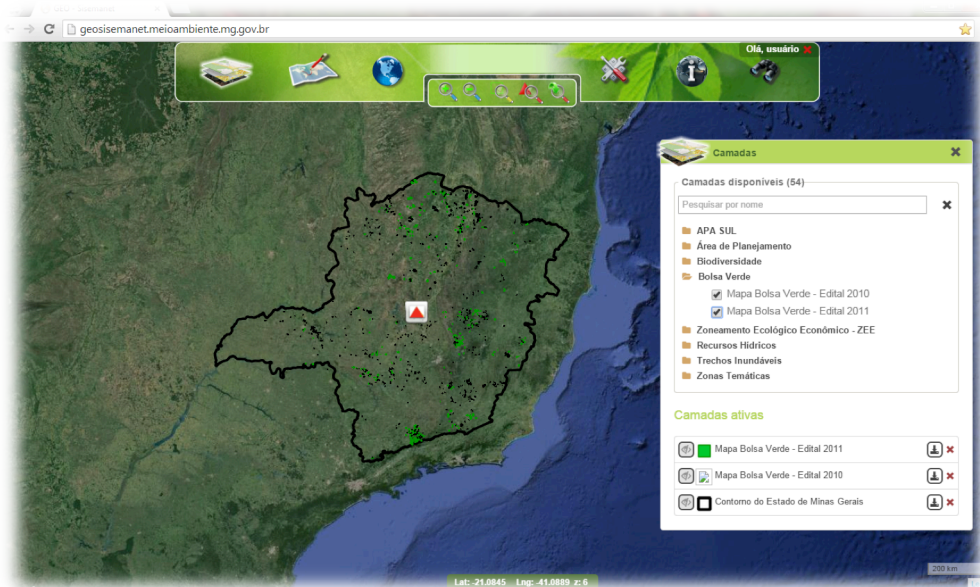 geosisemanet.meioambiente.mg.gov.br
Olá, usuário
Camadas
Camadas disponíveis (54)
Pesquisar por nome
APA SUL
Área de Planejamento
Biodiversidade
Bolsa Verde
Mapa Bolsa Verde - Edital 2010
Mapa Bolsa Verde - Edital 2011
Zoneamento Ecológico Econômico - ZEE
Recursos Hídricos
Trechos Inundáveis
Zonas Temáticas
Camadas ativas
Mapa Bolsa Verde - Edital 2011
Mapa Bolsa Verde - Edital 2010
Contorno do Estado de Minas Gerais
200 km
Lat: -21.0845 Lng: -41.0889 z: 6